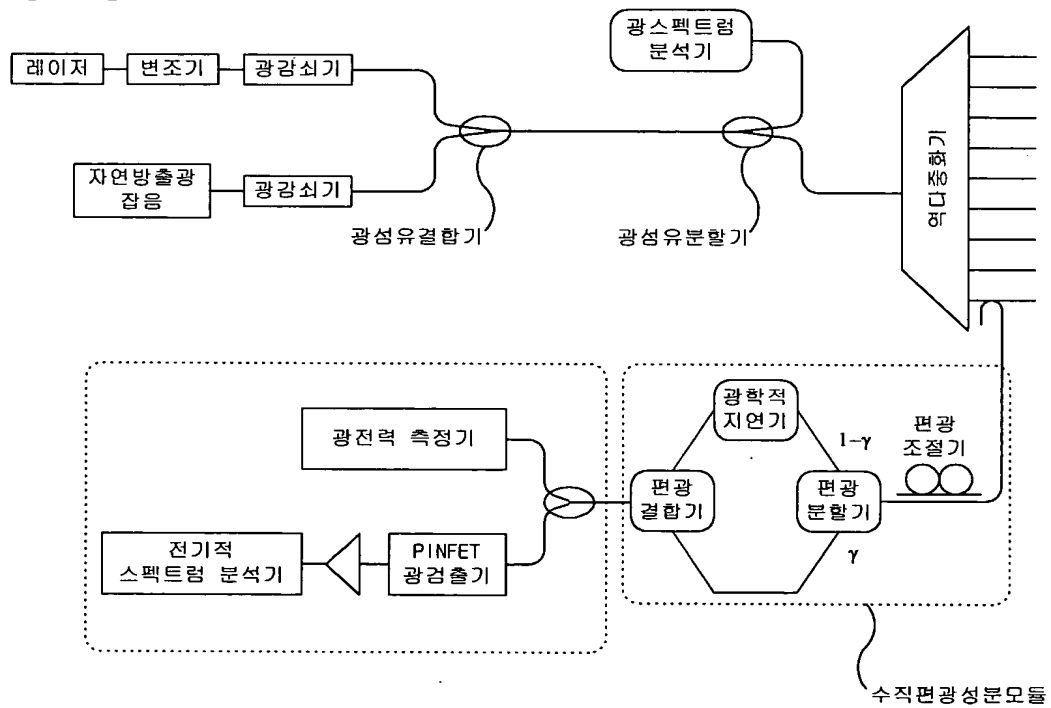 광스펙트럼
분석기
레이저
변조기
광감쇠기
자연방출광
잡음
광감쇠기
광섬유결합기
광섬유분할기
역다중화기
광전력 측정기
전기적
스펙트럼 분석기
PINFET
광검출기
광학적
지연기
1-γ
편광
조절기
편광
결합기
편광
분할기
γ
수직편광성분모듈